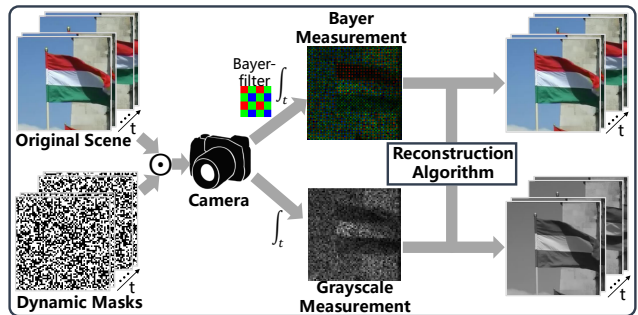 Original Scene
t
Dynamic Masks
t
Camera
Bayer-
filter
∫t
∫t
Bayer
Measurement
Grayscale
Measurement
Reconstruction
Algorithm
t
t